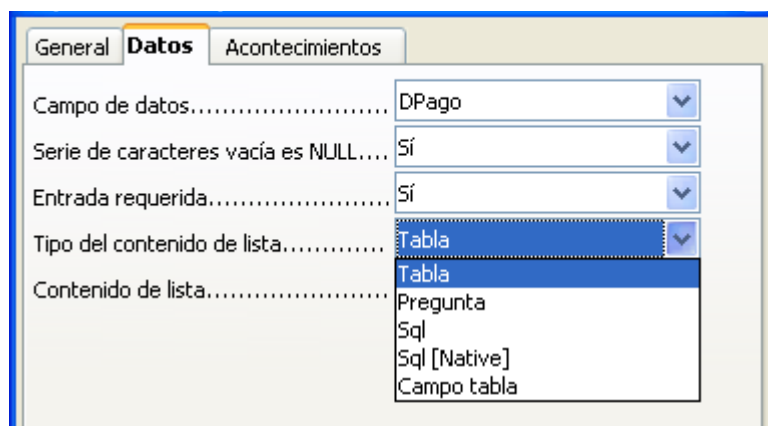 General Datos Acontecimientos
Campo de datos........................ DPago
Serie de caracteres vacía es NULL.... Sí
Entrada requerida...................... Sí
Tipo del contenido de lista............. Tabla
Tabla
Contenido de lista......................
Pregunta
Sql
Sql [Native]
Campo tabla